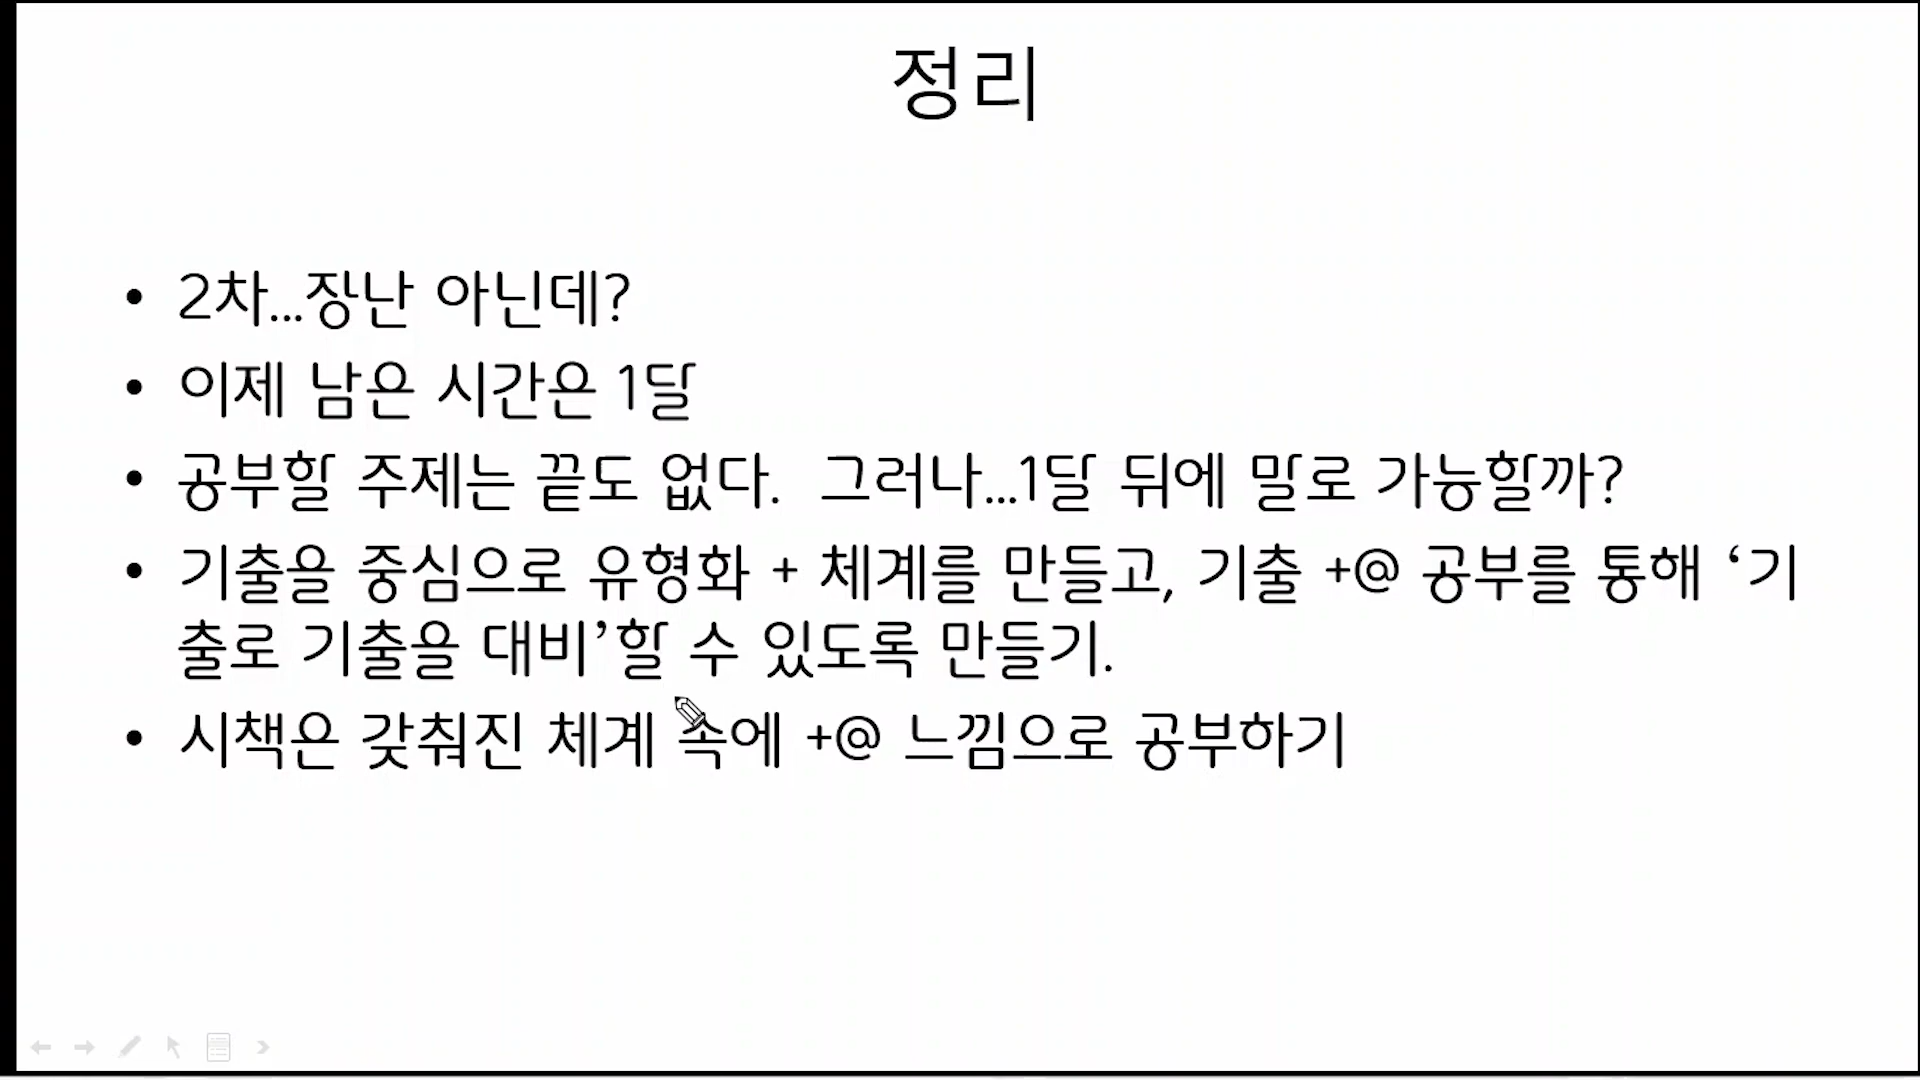 정리
• 2차...장난 아닌데?
• 이제 남은 시간은 1달
• 공부할 주제는 끝도 없다.  그러나...1달 뒤에 말로 가능할까?
• 기출을 중심으로 유형화 + 체계를 만들고, 기출 +@ 공부를 통해 ‘기
출로 기출을 대비’할 수 있도록 만들기.
• 시책은 갖춰진 체계 속에 +@ 느낌으로 공부하기